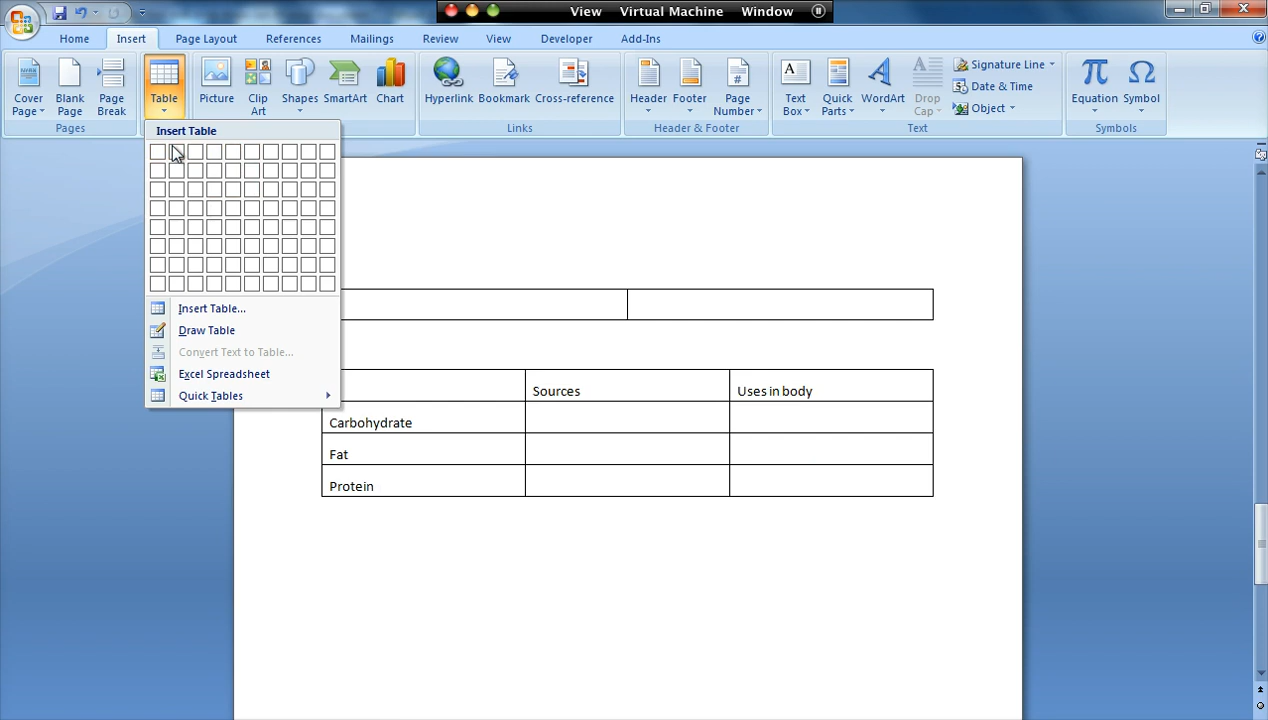 View Virtual Machine Window
Home Insert Page Layout References Mailings Review View Developer Add-Ins
Cover Page
Blank Page
Page Break
Table
Picture
Clip Art
Shapes
SmartArt
Chart
Hyperlink
Bookmark
Cross-reference
Header
Footer
Page Number
Text Box
Quick Parts
WordArt
Drop Cap
Signature Line
Date & Time
Object
Equation
Symbol
Pages
Links
Header & Footer
Text
Symbols
Insert Table
Insert Table...
Draw Table
Convert Text to Table...
Excel Spreadsheet
Quick Tables
Sources Uses in body
Carbohydrate
Fat
Protein